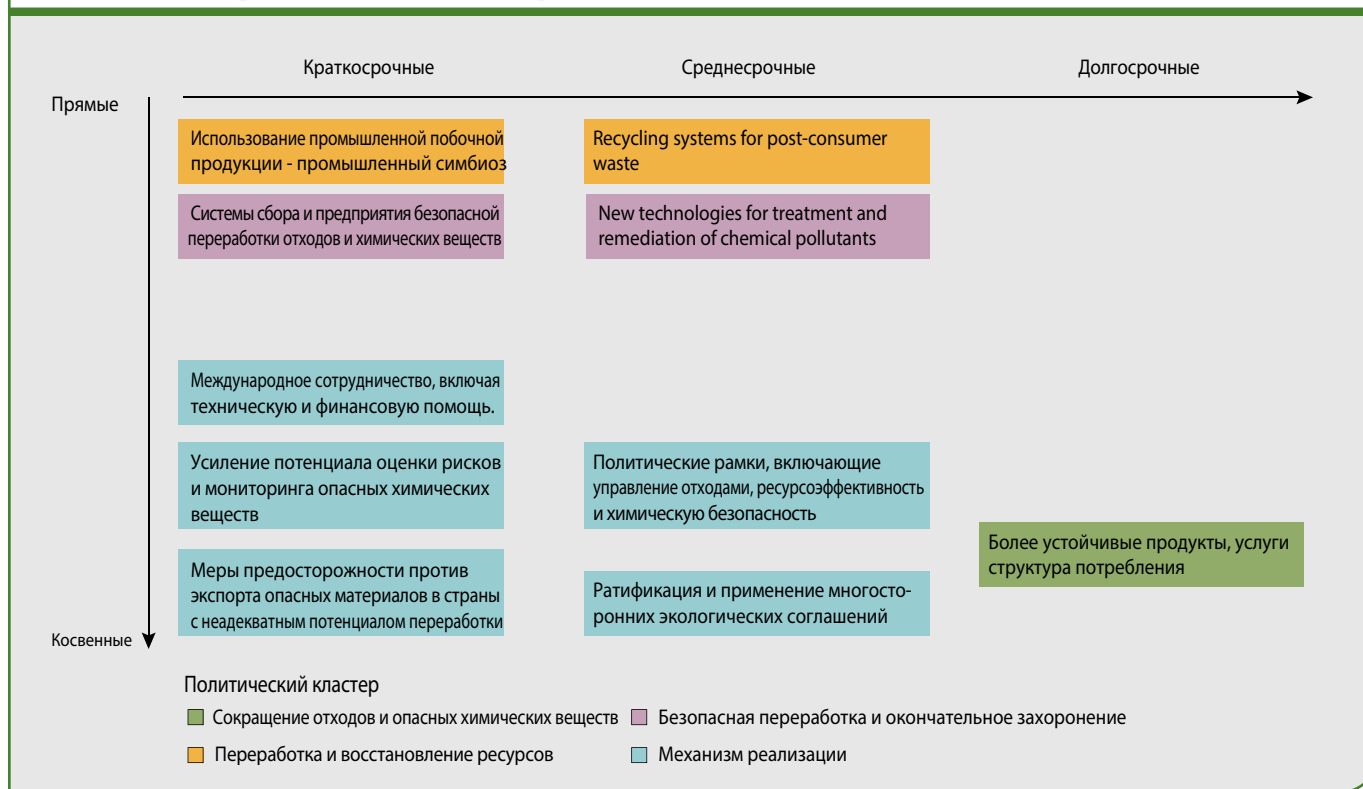 Краткосрочные
Среднесрочные
Долгосрочные
Прямые
Использование промышленной побочной
продукции - промышленный симбиоз
Recycling systems for post-consumer
waste
Системы сбора и предприятия безопасной
переработки отходов и химических веществ
New technologies for treatment and
remediation of chemical pollutants
Международное сотрудничество, включая
техническую и финансовую помощь.
Усиление потенциала оценки рисков
и мониторинга опасных химических
веществ
Политические рамки, включающие
управление отходами, ресурсоэффективность
и химическую безопасность
Более устойчивые продукты, услуги
структура потребления
Меры предосторожности против
экспорта опасных материалов в страны
с неадекватным потенциалом переработки
Ратификация и применение многосто-
ронних экологических соглашений
Косвенные
Политический кластер
Сокращение отходов и опасных химических веществ
Безопасная переработка и окончательное захоронение
Переработка и восстановление ресурсов
Механизм реализации